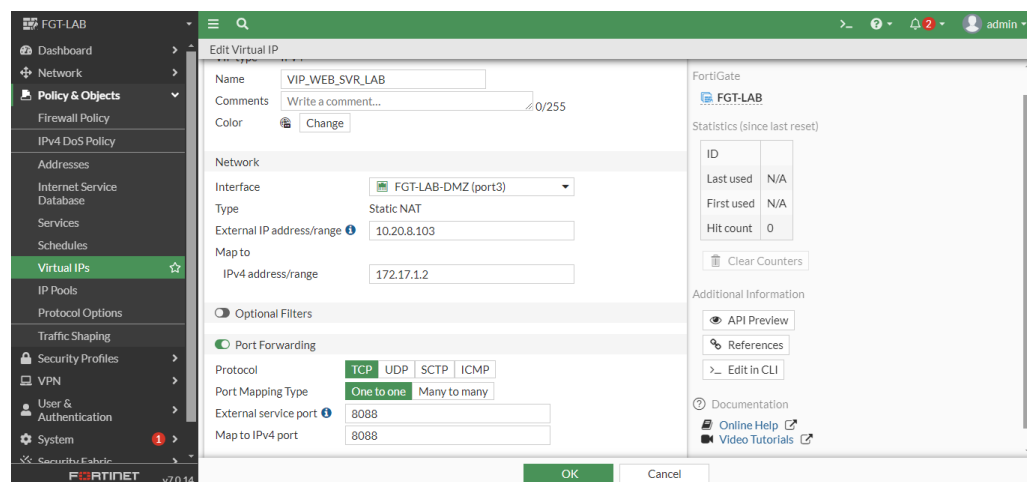 FGT-LAB
>_
2
admin
Dashboard
Network
Policy & Objects
Firewall Policy
IPv4 DoS Policy
Addresses
Internet Service
Database
Services
Schedules
Virtual IPs
IP Pools
Protocol Options
Traffic Shaping
Security Profiles
VPN
User &
Authentication
System
1
Security Fabric
FORTINET
v7.0.14
Edit Virtual IP
VIP type IPv4
Name VIP_WEB_SVR_LAB
Comments Write a comment... 0/255
Color Change
Network
Interface FGT-LAB-DMZ (port3)
Type Static NAT
External IP address/range 10.20.8.103
Map to
IPv4 address/range 172.17.1.2
Optional Filters
Port Forwarding
Protocol TCP UDP SCTP ICMP
Port Mapping Type One to one Many to many
External service port 8088
Map to IPv4 port 8088
OK Cancel
FortiGate
FGT-LAB
Statistics (since last reset)
ID
Last used N/A
First used N/A
Hit count 0
Clear Counters
Additional Information
API Preview
References
>_ Edit in CLI
Documentation
Online Help
Video Tutorials